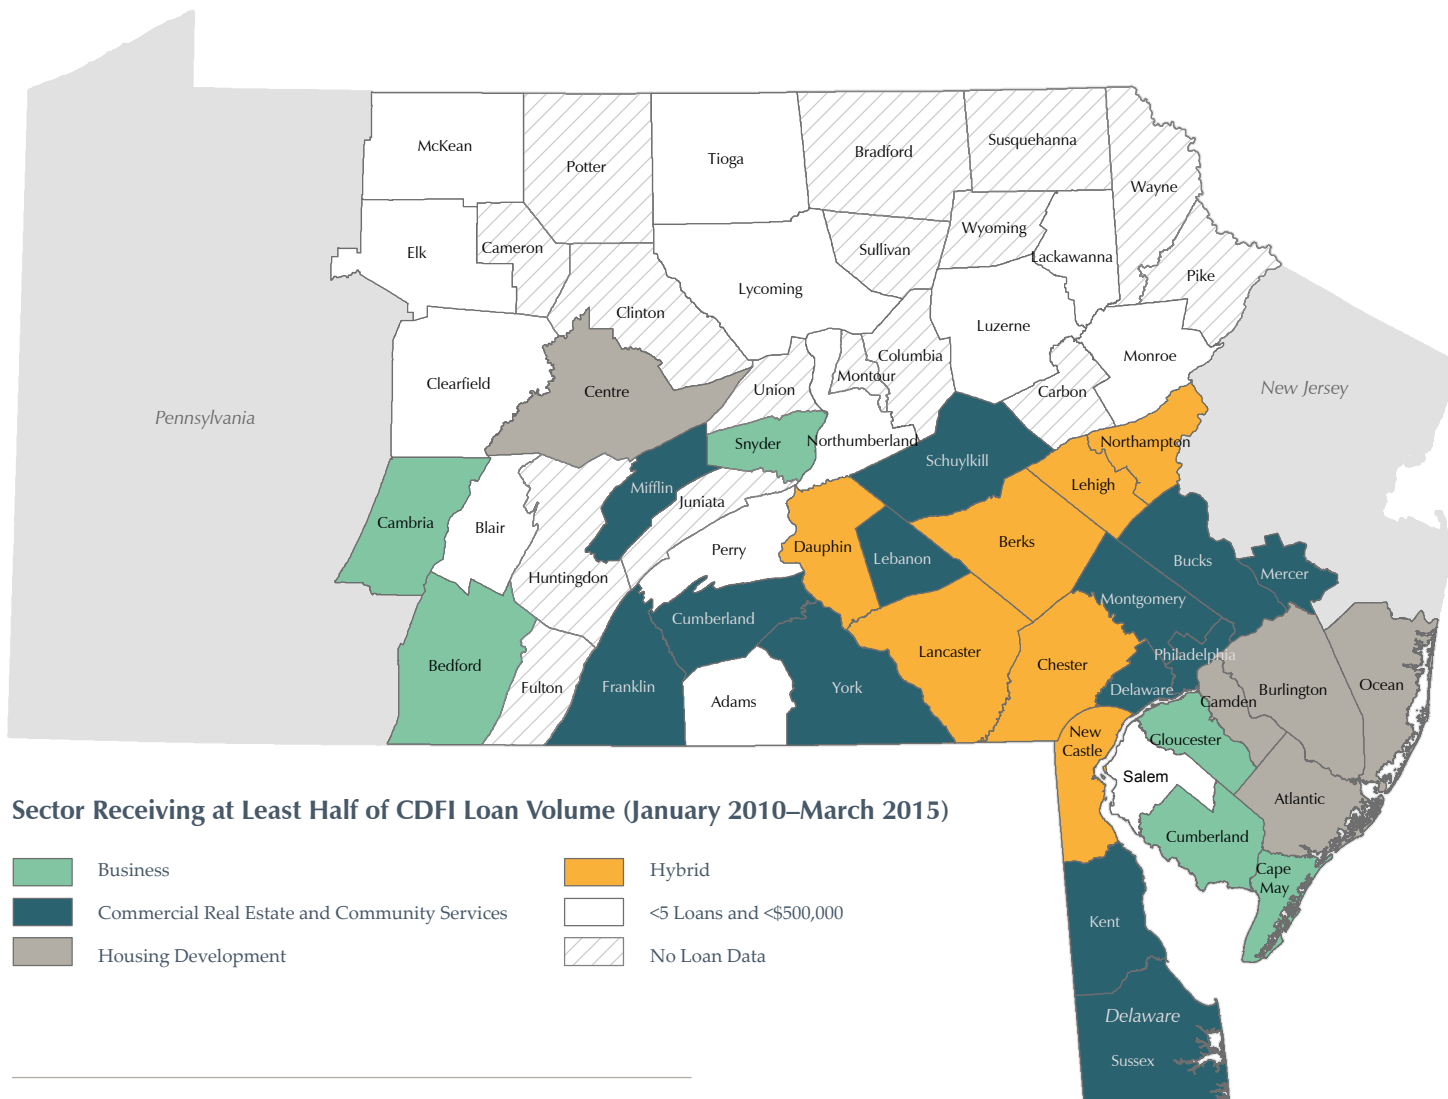 McKean
Potter
Tioga
Bradford
Susquehanna
Wayne
Elk
Cameron
Clinton
Lycoming
Sullivan
Wyoming
Lackawanna
Pike
Luzerne
Columbia
Montour
Monroe
Carbon
Clearfield
Centre
Union
New Jersey
Pennsylvania
Snyder
Northumberland
Schuylkill
Northampton
Lehigh
Mifflin
Juniata
Cambria
Blair
Huntingdon
Perry
Dauphin
Lebanon
Berks
Bucks
Mercer
Montgomery
Cumberland
Bedford
Fulton
Franklin
Adams
York
Lancaster
Chester
Philadelphia
Delaware
Camden
Burlington
Ocean
New
Castle
Gloucester
Salem
Atlantic
Cumberland
Cape
May
Kent
Delaware
Sussex
Sector Receiving at Least Half of CDFI Loan Volume (January 2010–March 2015)
Business
Commercial Real Estate and Community Services
Housing Development
Hybrid
<5 Loans and <$500,000
No Loan Data